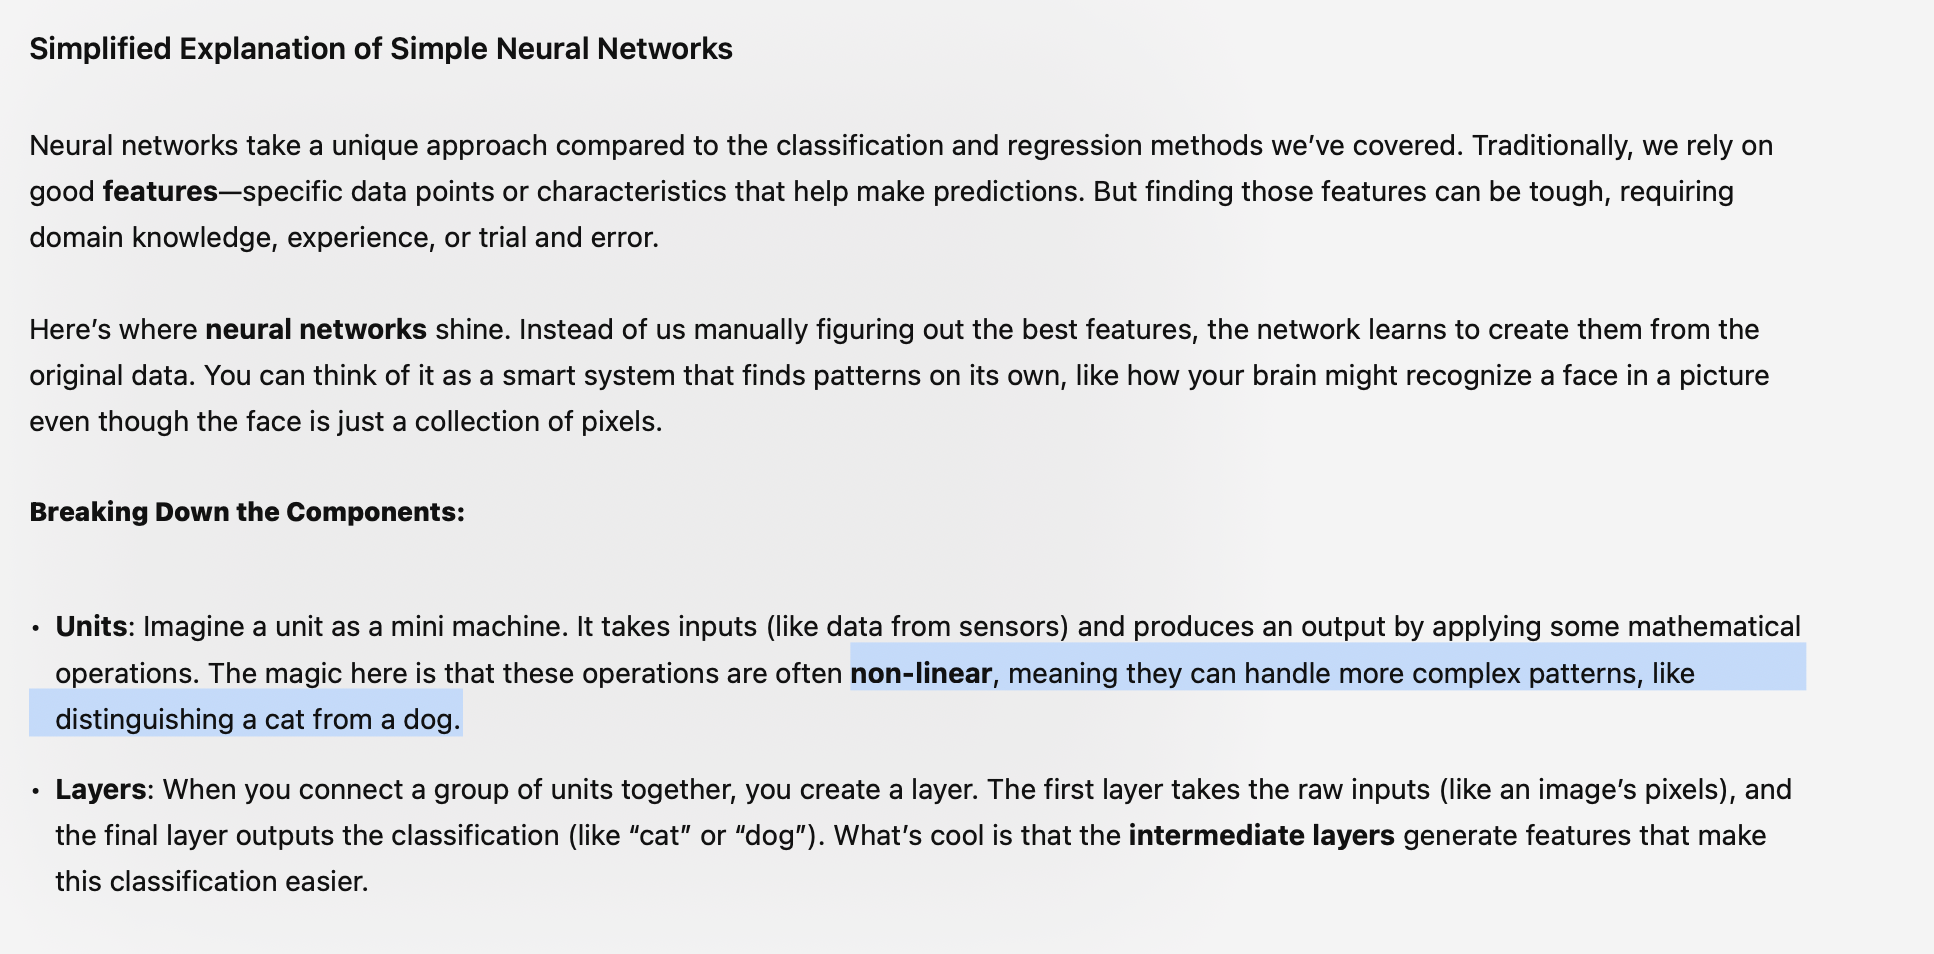 Simplified Explanation of Simple Neural Networks
Neural networks take a unique approach compared to the classification and regression methods we’ve covered. Traditionally, we rely on
good features—specific data points or characteristics that help make predictions. But finding those features can be tough, requiring
domain knowledge, experience, or trial and error.
Here’s where neural networks shine. Instead of us manually figuring out the best features, the network learns to create them from the
original data. You can think of it as a smart system that finds patterns on its own, like how your brain might recognize a face in a picture
even though the face is just a collection of pixels.
Breaking Down the Components:
• Units: Imagine a unit as a mini machine. It takes inputs (like data from sensors) and produces an output by applying some mathematical
operations. The magic here is that these operations are often non-linear, meaning they can handle more complex patterns, like
distinguishing a cat from a dog.
• Layers: When you connect a group of units together, you create a layer. The first layer takes the raw inputs (like an image’s pixels), and
the final layer outputs the classification (like “cat” or “dog”). What’s cool is that the intermediate layers generate features that make
this classification easier.